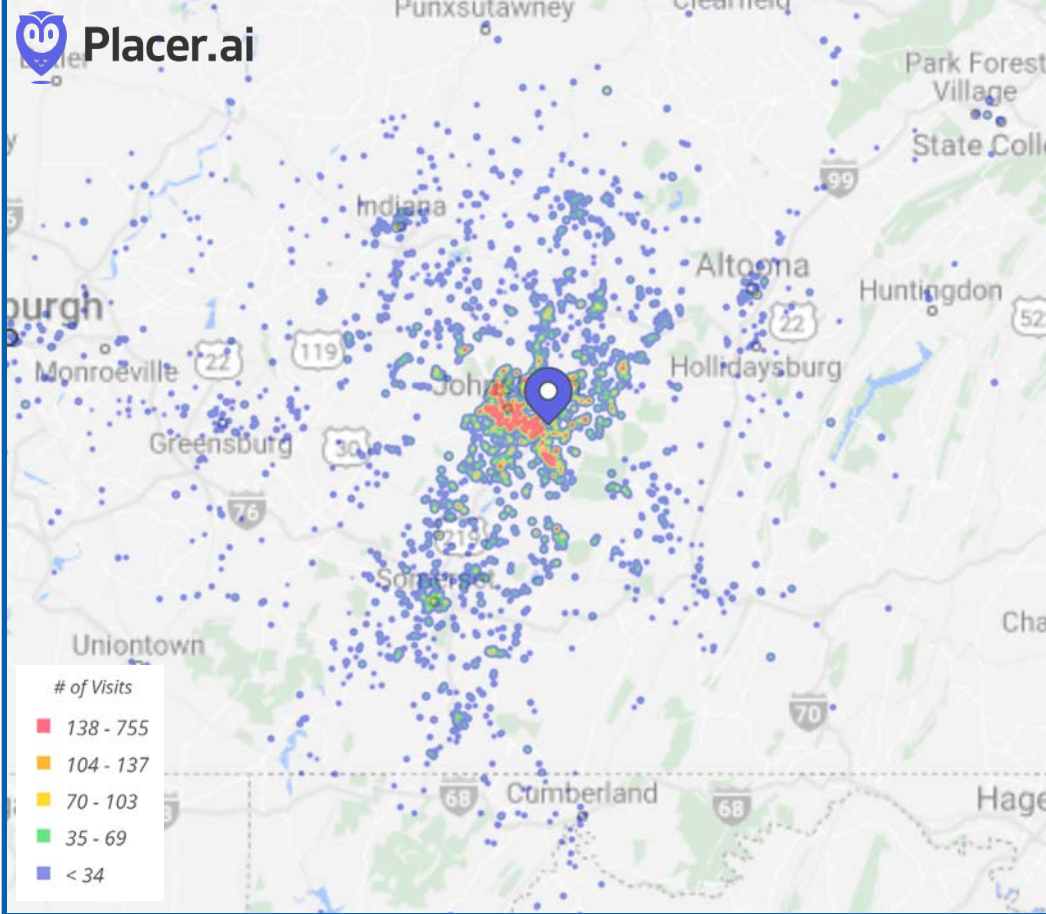 Punxsutawney
Clearfield
Placer.ai
Park Forest
Village
State Coll
99
Indiana
Altoona
Huntingdon
burgh
22
52
119
22
Monroeville
Hollidaysburg
John
Greensburg
30
76
219
Somerset
Cha
Uniontown
# of Visits
138 - 755
70
104 - 137
70 - 103
68
Cumberland
68
Hage
35 - 69
< 34